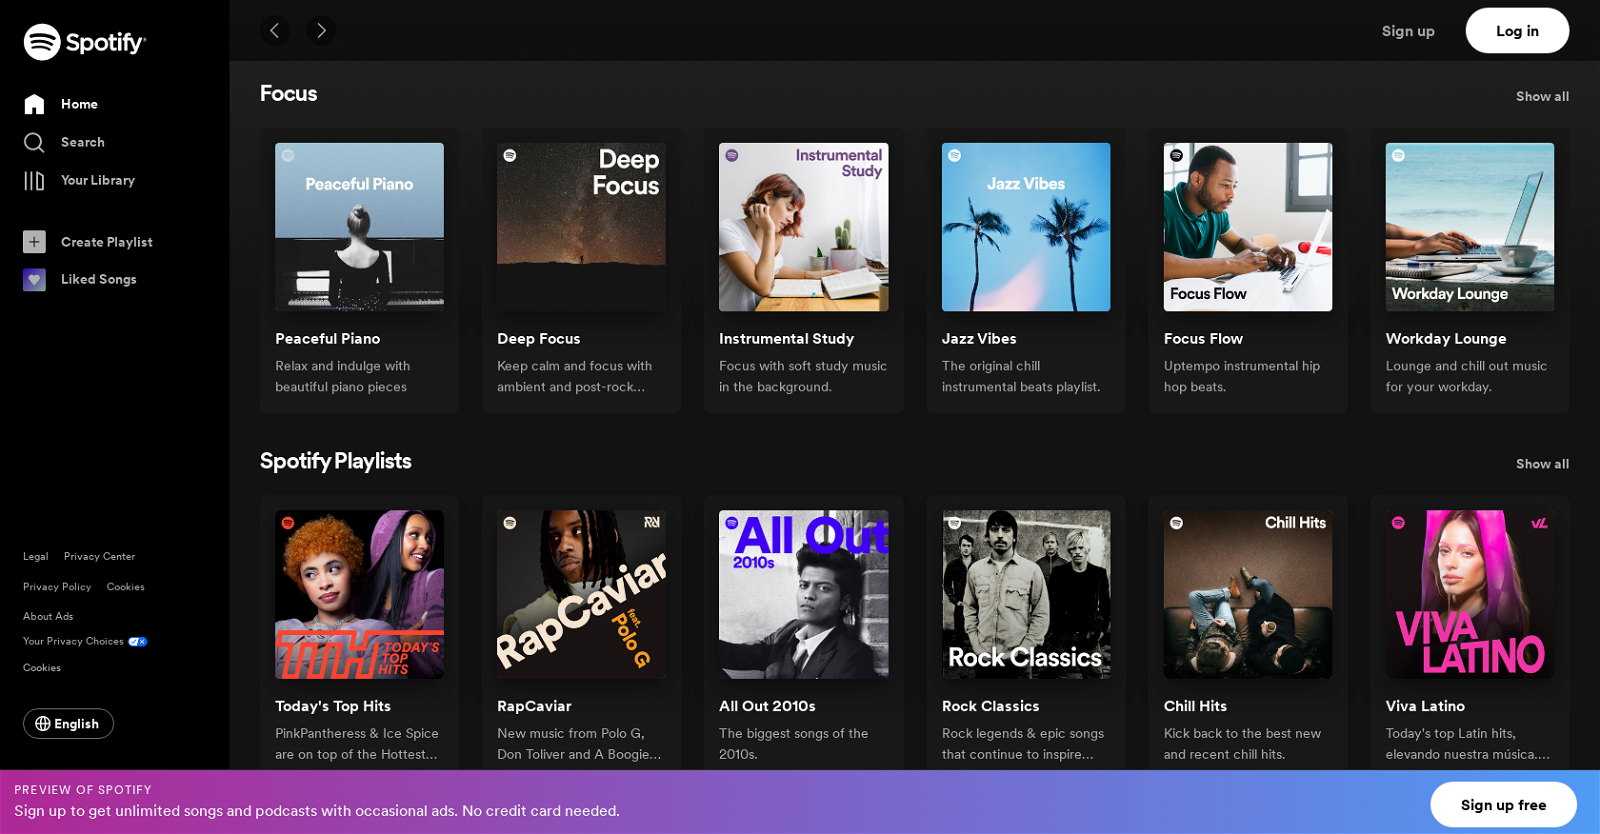 Spotify
Home
Search
Your Library
Create Playlist
Liked Songs
Legal
Privacy Center
Privacy Policy
Cookies
About Ads
Your Privacy Choices
Cookies
English
Sign up
Log in
Focus
Show all
Peaceful Piano
Peaceful Piano
Relax and indulge with
beautiful piano pieces
Deep
Focus
Deep Focus
Keep calm and focus with
ambient and post-rock...
Instrumental
Study
Instrumental Study
Focus with soft study music
in the background.
Jazz Vibes
Jazz Vibes
The original chill
instrumental beats playlist.
Focus Flow
Focus Flow
Uptempo instrumental hip
hop beats.
Workday Lounge
Workday Lounge
Lounge and chill out music
for your workday.
Spotify Playlists
Show all
TTH
TODAY'S
TOP
HITS
Today's Top Hits
PinkPantheress & Ice Spice
are on top of the Hottest...
RapCaviar
feat.
Polo G
RapCaviar
New music from Polo G,
Don Toliver and A Boogie...
All Out
2010s
All Out 2010s
The biggest songs of the
2010s.
Rock Classics
Rock Classics
Rock legends & epic songs
that continue to inspire...
Chill Hits
Chill Hits
Kick back to the best new
and recent chill hits.
VIVA
LATINO
Viva Latino
Today's top Latin hits,
elevando nuestra música....
PREVIEW OF SPOTIFY
Sign up to get unlimited songs and podcasts with occasional ads. No credit card needed.
Sign up free